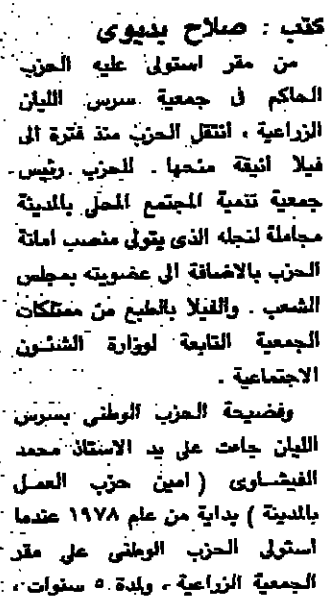 كتب : صلاح بديوى
من مقر استولى عليه الحزب
الحاكم فى جمعية سرس الليان
الزراعية ، انتقل الحزب منذ فترة الى
فيلا انيقة منحها . للحزب رئيس
جمعية تنمية المجتمع المحلى بالمدينة
مجاملة لنجله الذى يتولى منصب امانة
الحزب بالاضافة الى عضويته بمجلس
الشعب . والفيلا بالطبع من ممتلكات
الجمعية التابعة لوزارة الشئون
الاجتماعية .
وفضيحة الحزب الوطنى بسرس
الليان جاءت على يد الاستاذ محمد
الفيشاوى ( امين حزب العمل
بالمدينة ) بداية من عام ١٩٧٨ عندما
استولى الحزب الوطنى على مقر
الجمعية الزراعية ، ولمدة ٥ سنوات ،